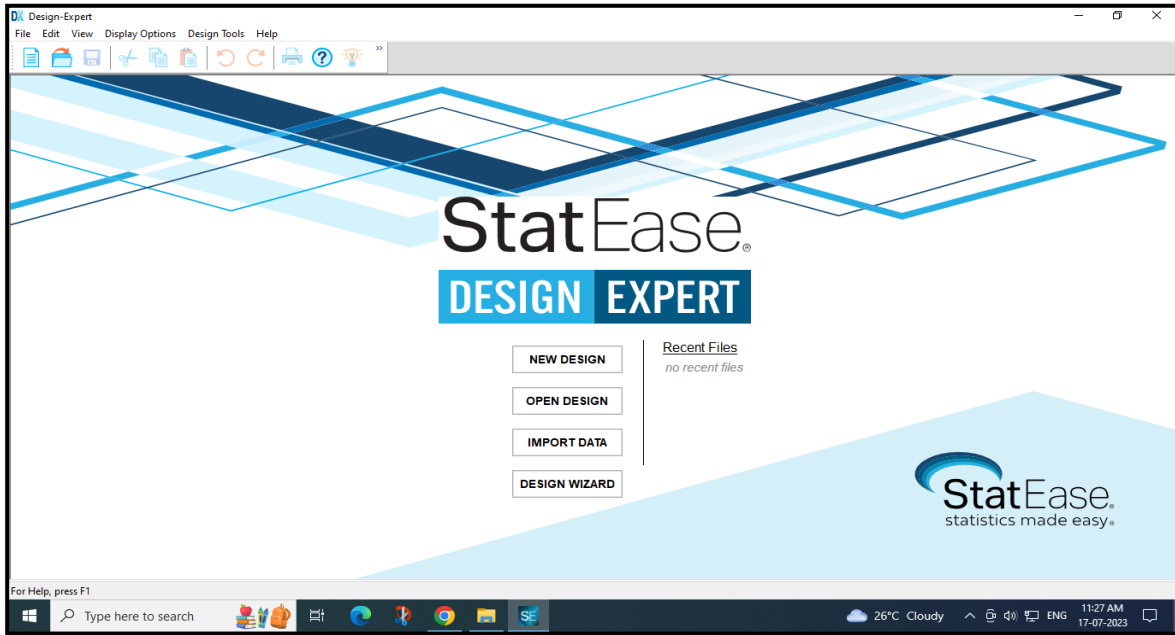 DX Design-Expert
File Edit View Display Options Design Tools Help
»
StatEase®
DESIGN EXPERT
NEW DESIGN
OPEN DESIGN
IMPORT DATA
DESIGN WIZARD
Recent Files
no recent files
StatEase®
statistics made easy®
For Help, press F1
Type here to search
SE
26°C Cloudy
ENG
11:27 AM
17-07-2023